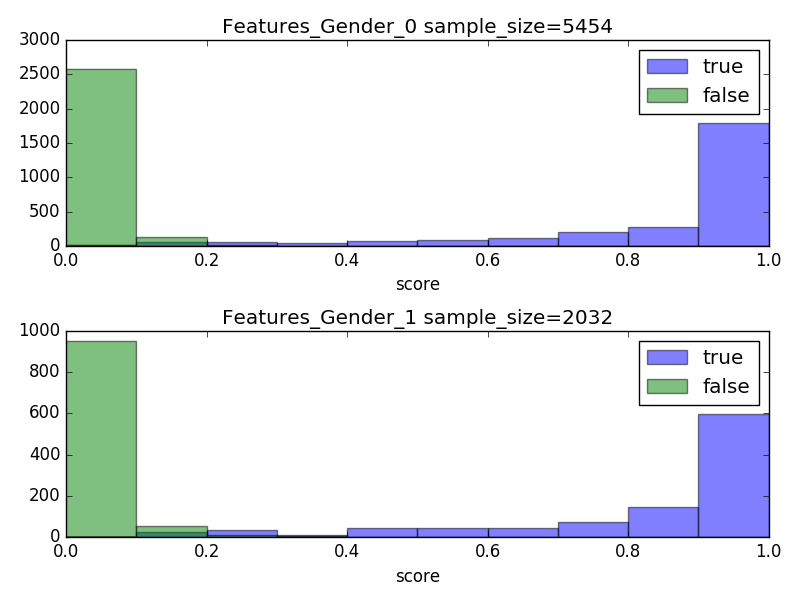 Features_Gender_0 sample_size=5454
3000
2500
2000
1500
1000
500
0
true
false
0.0 0.2 0.4 0.6 0.8 1.0
score
Features_Gender_1 sample_size=2032
1000
800
600
400
200
0
true
false
0.0 0.2 0.4 0.6 0.8 1.0
score